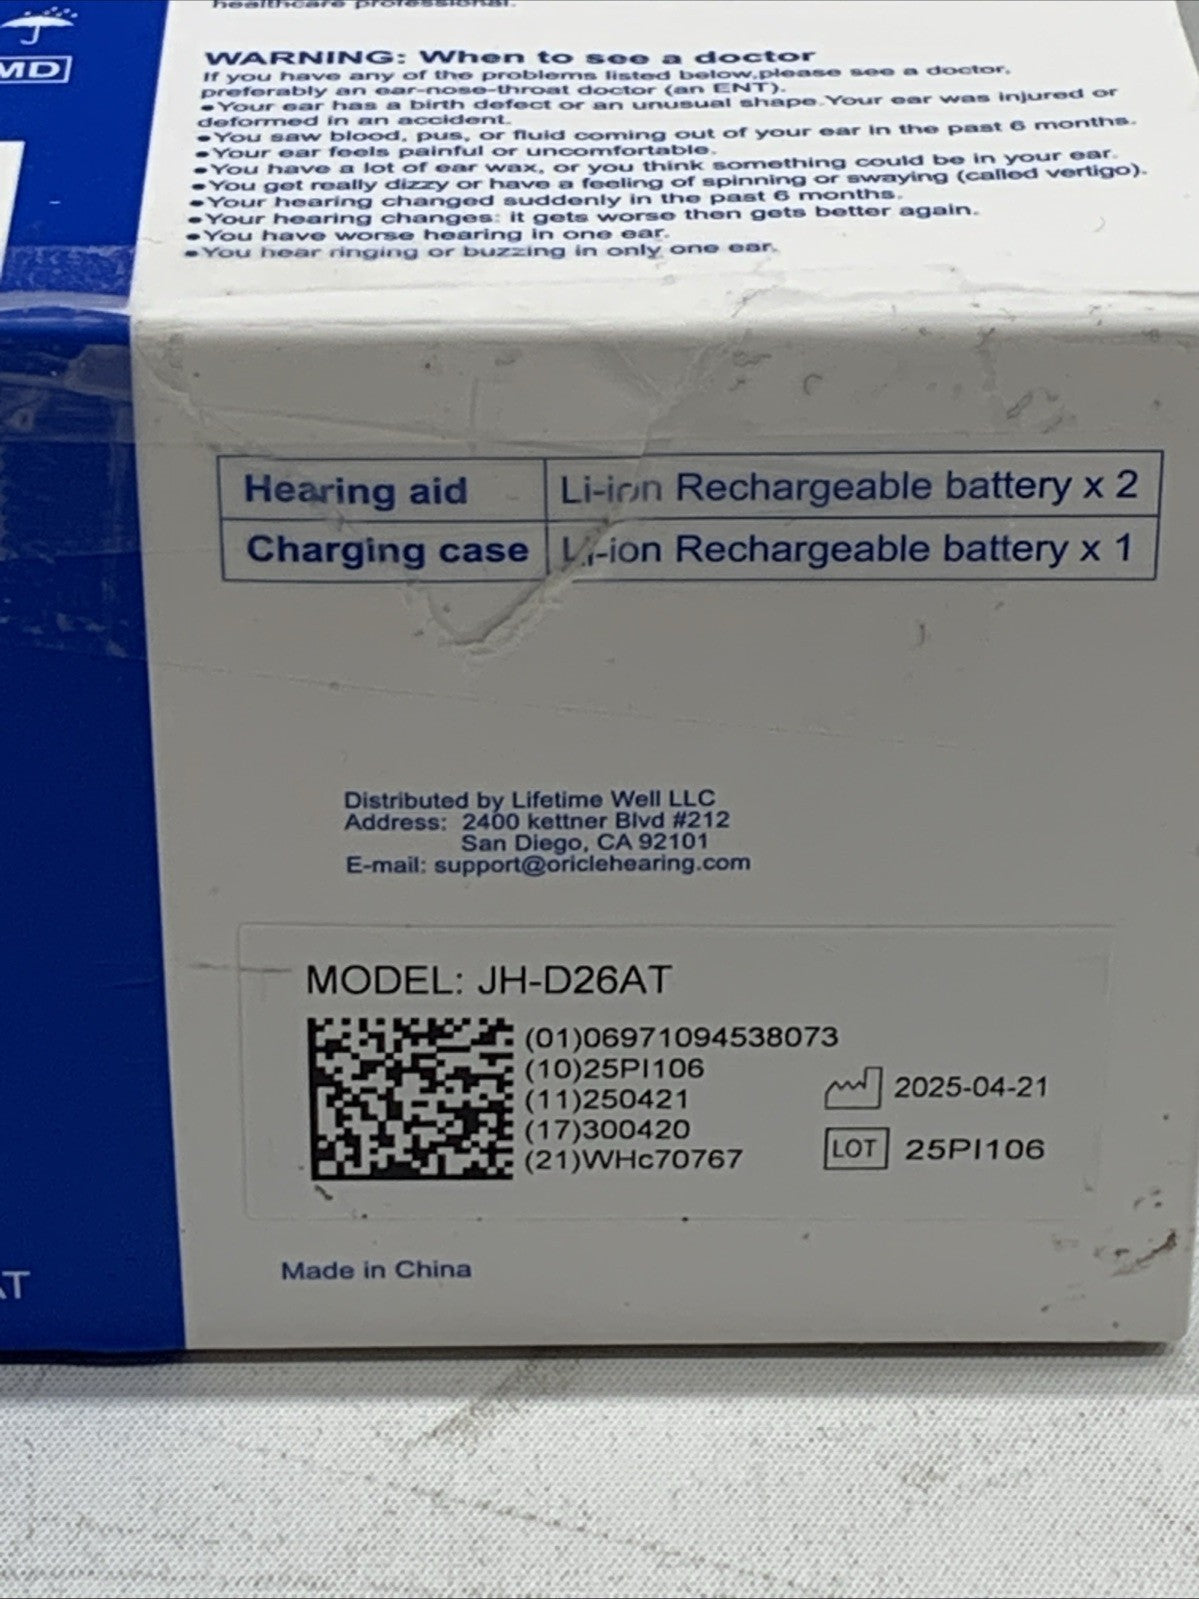 healthcare professional.
MD
WARNING: When to see a doctor
If you have any of the problems listed below,please see a doctor,
preferably an ear-nose-throat doctor (an ENT).
•Your ear has a birth defect or an unusual shape.Your ear was injured or
deformed in an accident.
•You saw blood, pus, or fluid coming out of your ear in the past 6 months.
•Your ear feels painful or uncomfortable.
•You have a lot of ear wax, or you think something could be in your ear.
•You get really dizzy or have a feeling of spinning or swaying (called vertigo).
•Your hearing changed suddenly in the past 6 months.
•Your hearing changes: it gets worse then gets better again.
•You have worse hearing in one ear.
•You hear ringing or buzzing in only one ear.
Hearing aid Li-ion Rechargeable battery x 2
Charging case Li-ion Rechargeable battery x 1
Distributed by Lifetime Well LLC
Address: 2400 kettner Blvd #212
San Diego, CA 92101
E-mail: support@oriclehearing.com
MODEL: JH-D26AT
(01)06971094538073
(10)25PI106
(11)250421
(17)300420
(21)WHc70767
2025-04-21
LOT 25PI106
Made in China